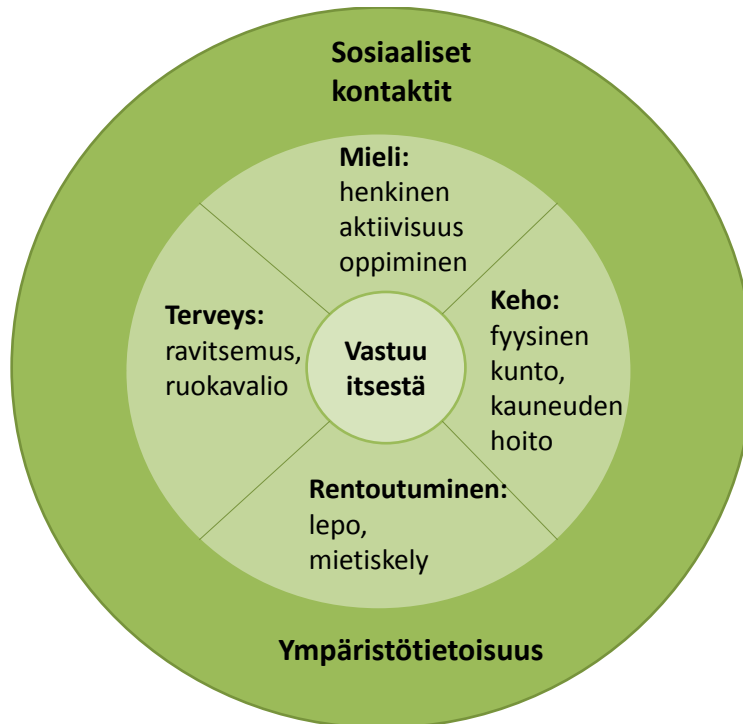 Sosiaaliset
kontaktit
Mieli:
henkinen
aktiivisuus
oppiminen
Terveys:
ravitsemus,
ruokavalio
Vastuu
itsestä
Keho:
fyysinen
kunto,
kauneuden
hoito
Rentoutuminen:
lepo,
mietiskely
Ympäristötietoisuus